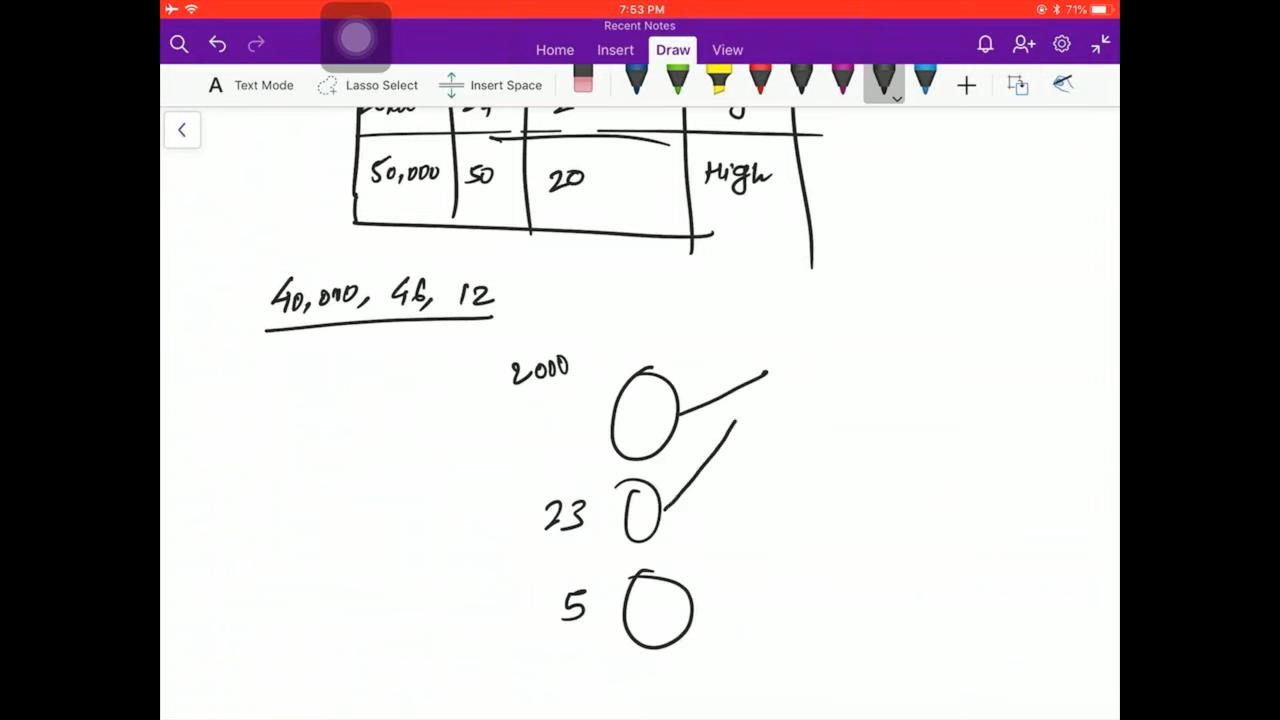 7:53 PM
71%
Recent Notes
Home Insert Draw View
A Text Mode Lasso Select Insert Space
50,000 50 20 High
40,000, 46, 12
2000
23
5